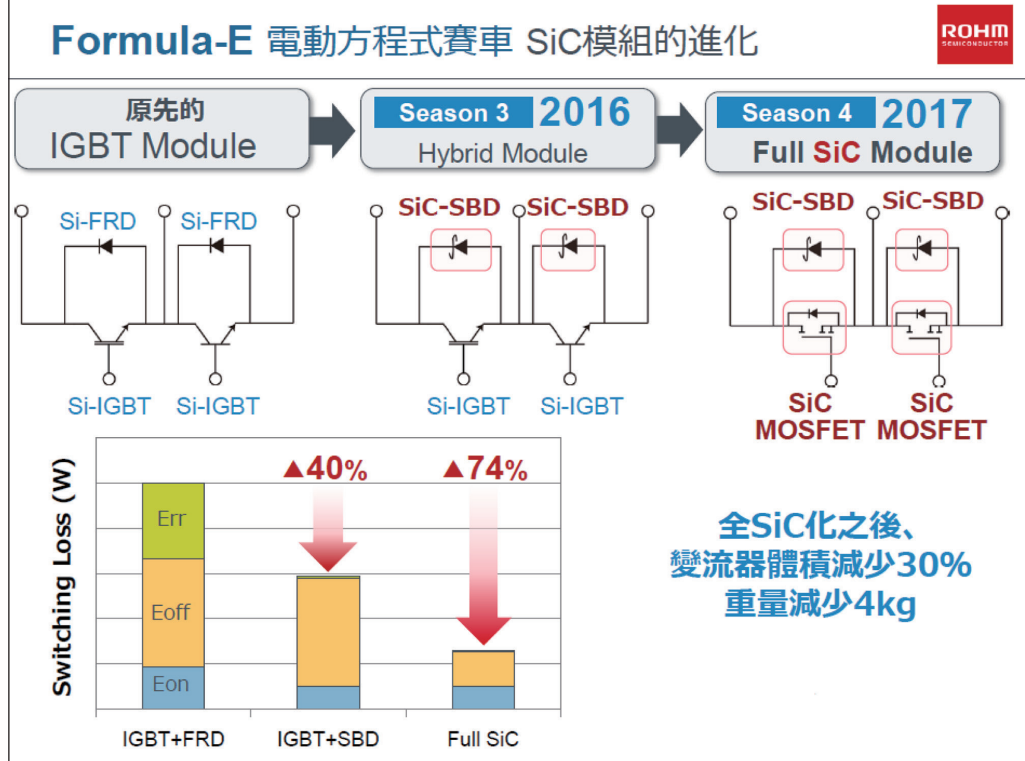 Formula-E 電動方程式賽車 SiC模組的進化
ROHM
SEMICONDUCTOR
原先的
IGBT Module
Season 3 2016
Hybrid Module
Season 4 2017
Full SiC Module
Si-FRD Si-FRD
Si-IGBT Si-IGBT
SiC-SBD SiC-SBD
Si-IGBT Si-IGBT
SiC-SBD SiC-SBD
SiC SiC
MOSFET MOSFET
Switching Loss (W)
Err
Eoff
Eon
▲40%
▲74%
IGBT+FRD
IGBT+SBD
Full SiC
全SiC化之後、
變流器體積減少30%
重量減少4kg